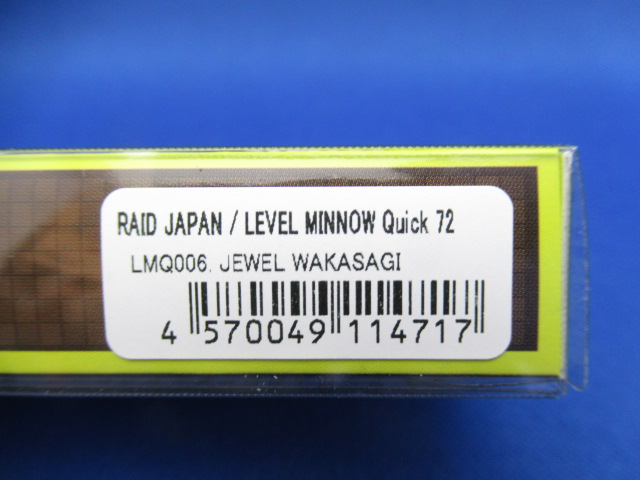 RAID JAPAN / LEVEL MINNOW Quick 72
LMQ006. JEWEL WAKASAGI
4 570049 114717